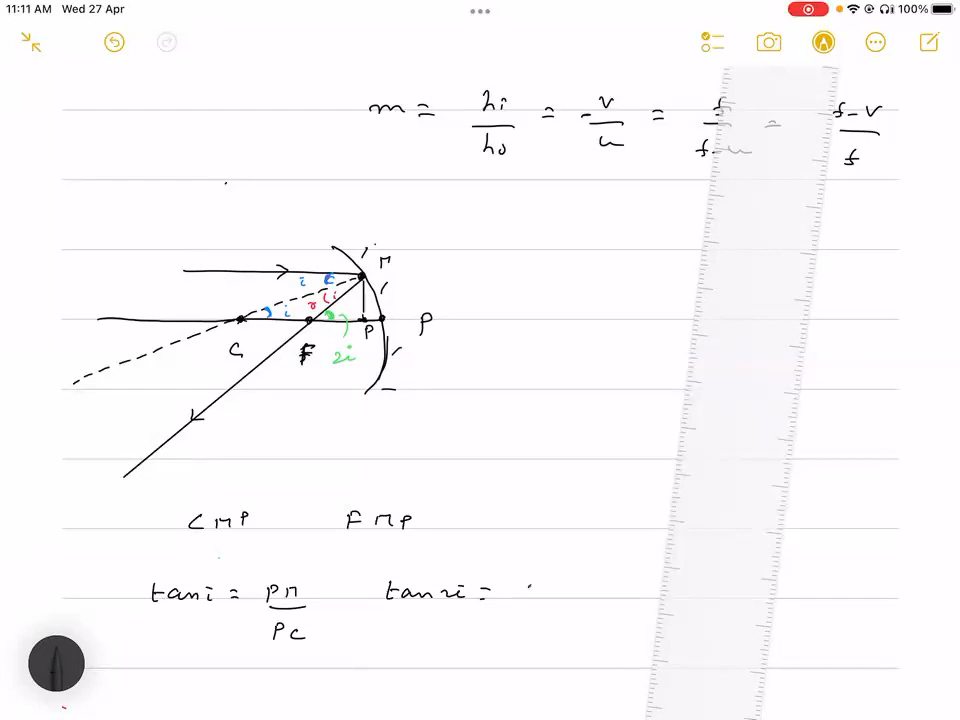 11:11 AM Wed 27 Apr 100%
m = hi/ho = -v/u = f/f-u = f-v/f
M
i
i r i
C F P P
2i
CMP FMP
tan i = PM/PC tan 2i =